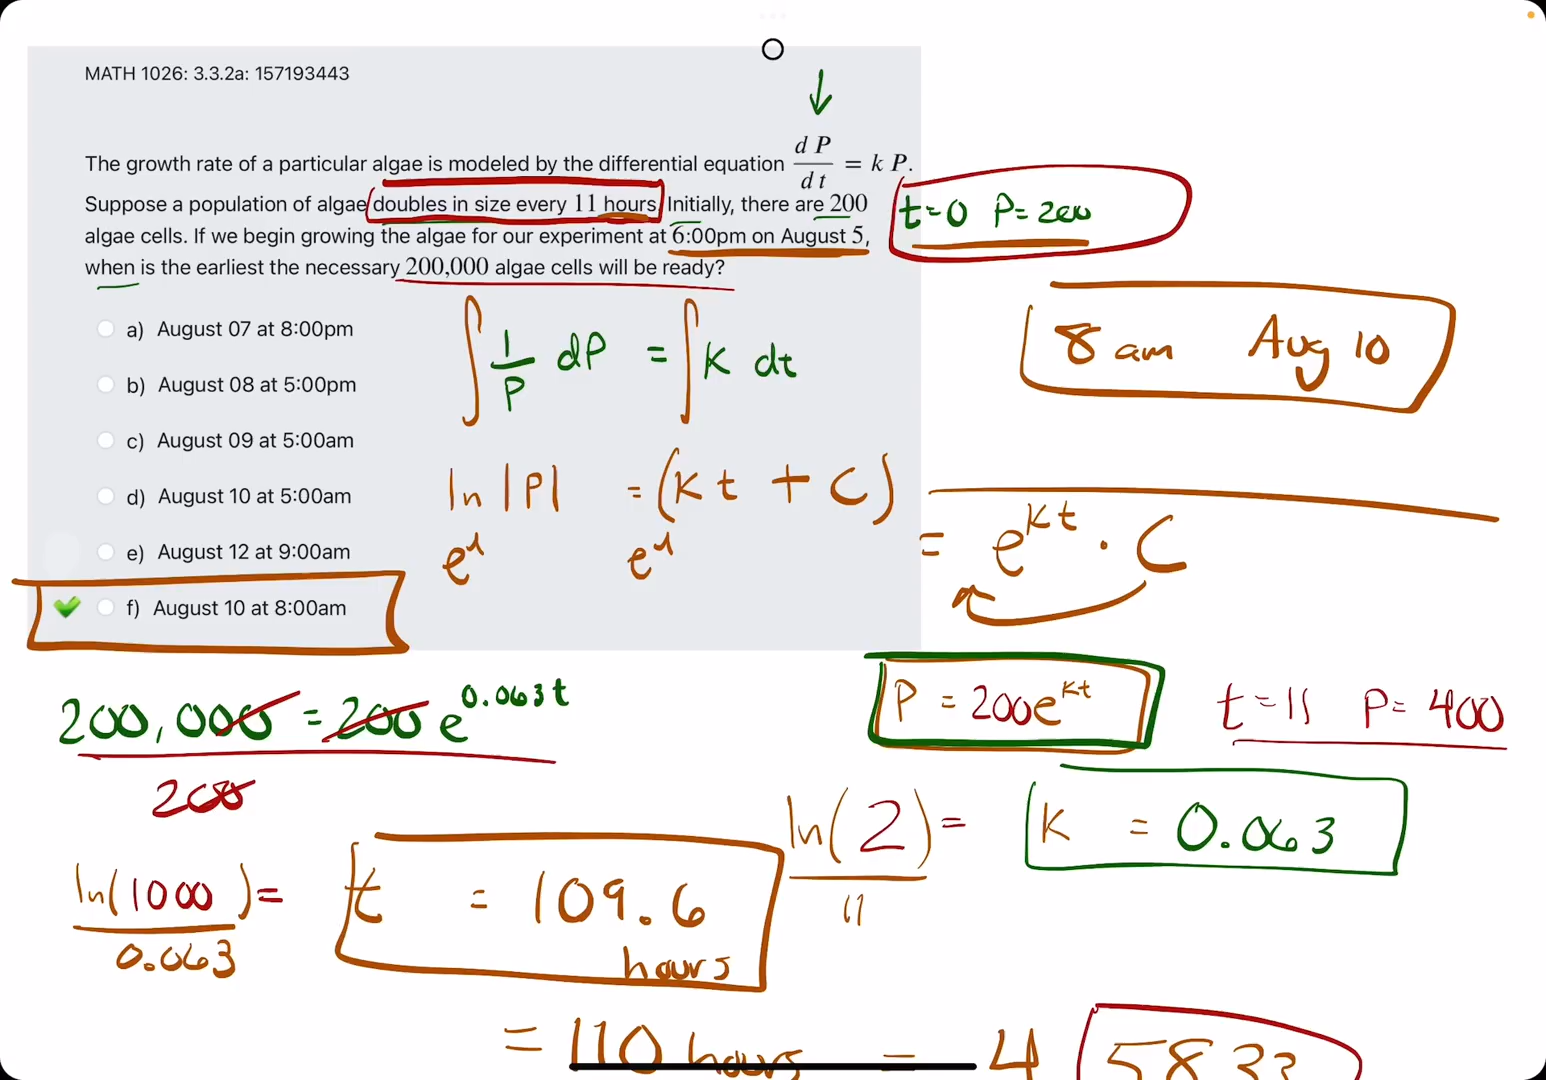 MATH 1026: 3.3.2a: 157193443
The growth rate of a particular algae is modeled by the differential equation dP/dt = k P.
Suppose a population of algae doubles in size every 11 hours. Initially, there are 200
algae cells. If we begin growing the algae for our experiment at 6:00pm on August 5,
when is the earliest the necessary 200,000 algae cells will be ready?
t=0 P=200
a) August 07 at 8:00pm
b) August 08 at 5:00pm
c) August 09 at 5:00am
d) August 10 at 5:00am
e) August 12 at 9:00am
f) August 10 at 8:00am
∫ 1/P dP = ∫ K dt
8 am Aug 10
ln |P| = (Kt + C)
e e
= e^Kt · C
P = 200e^Kt
t=11 P=400
200,000 = 200 e^0.063t
200
ln(2) =
11
K = 0.063
ln(1000) =
0.063
t = 109.6
hours
= 110 hours = 4